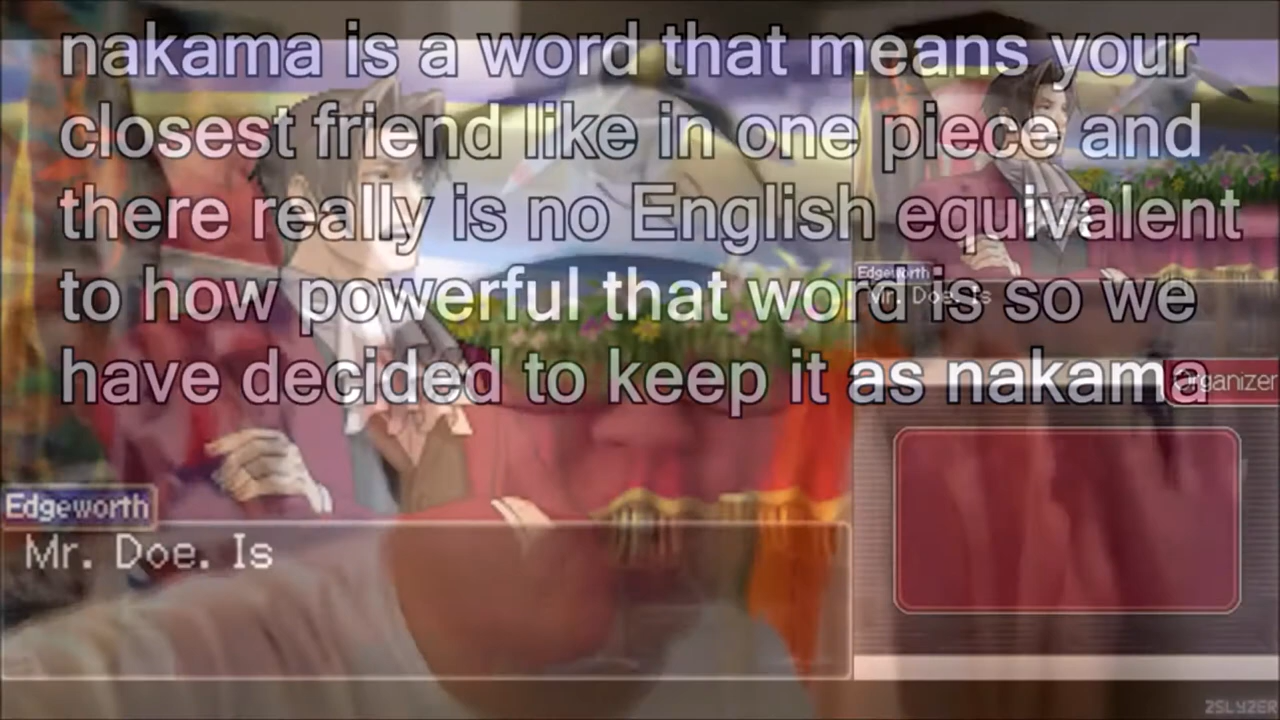 nakama is a word that means your
closest friend like in one piece and
there really is no English equivalent
to how powerful that word is so we
have decided to keep it as nakama
Edgeworth
Mr. Doe. Is
Organizer
Edgeworth
Mr. Doe. Is
2SLY2ER